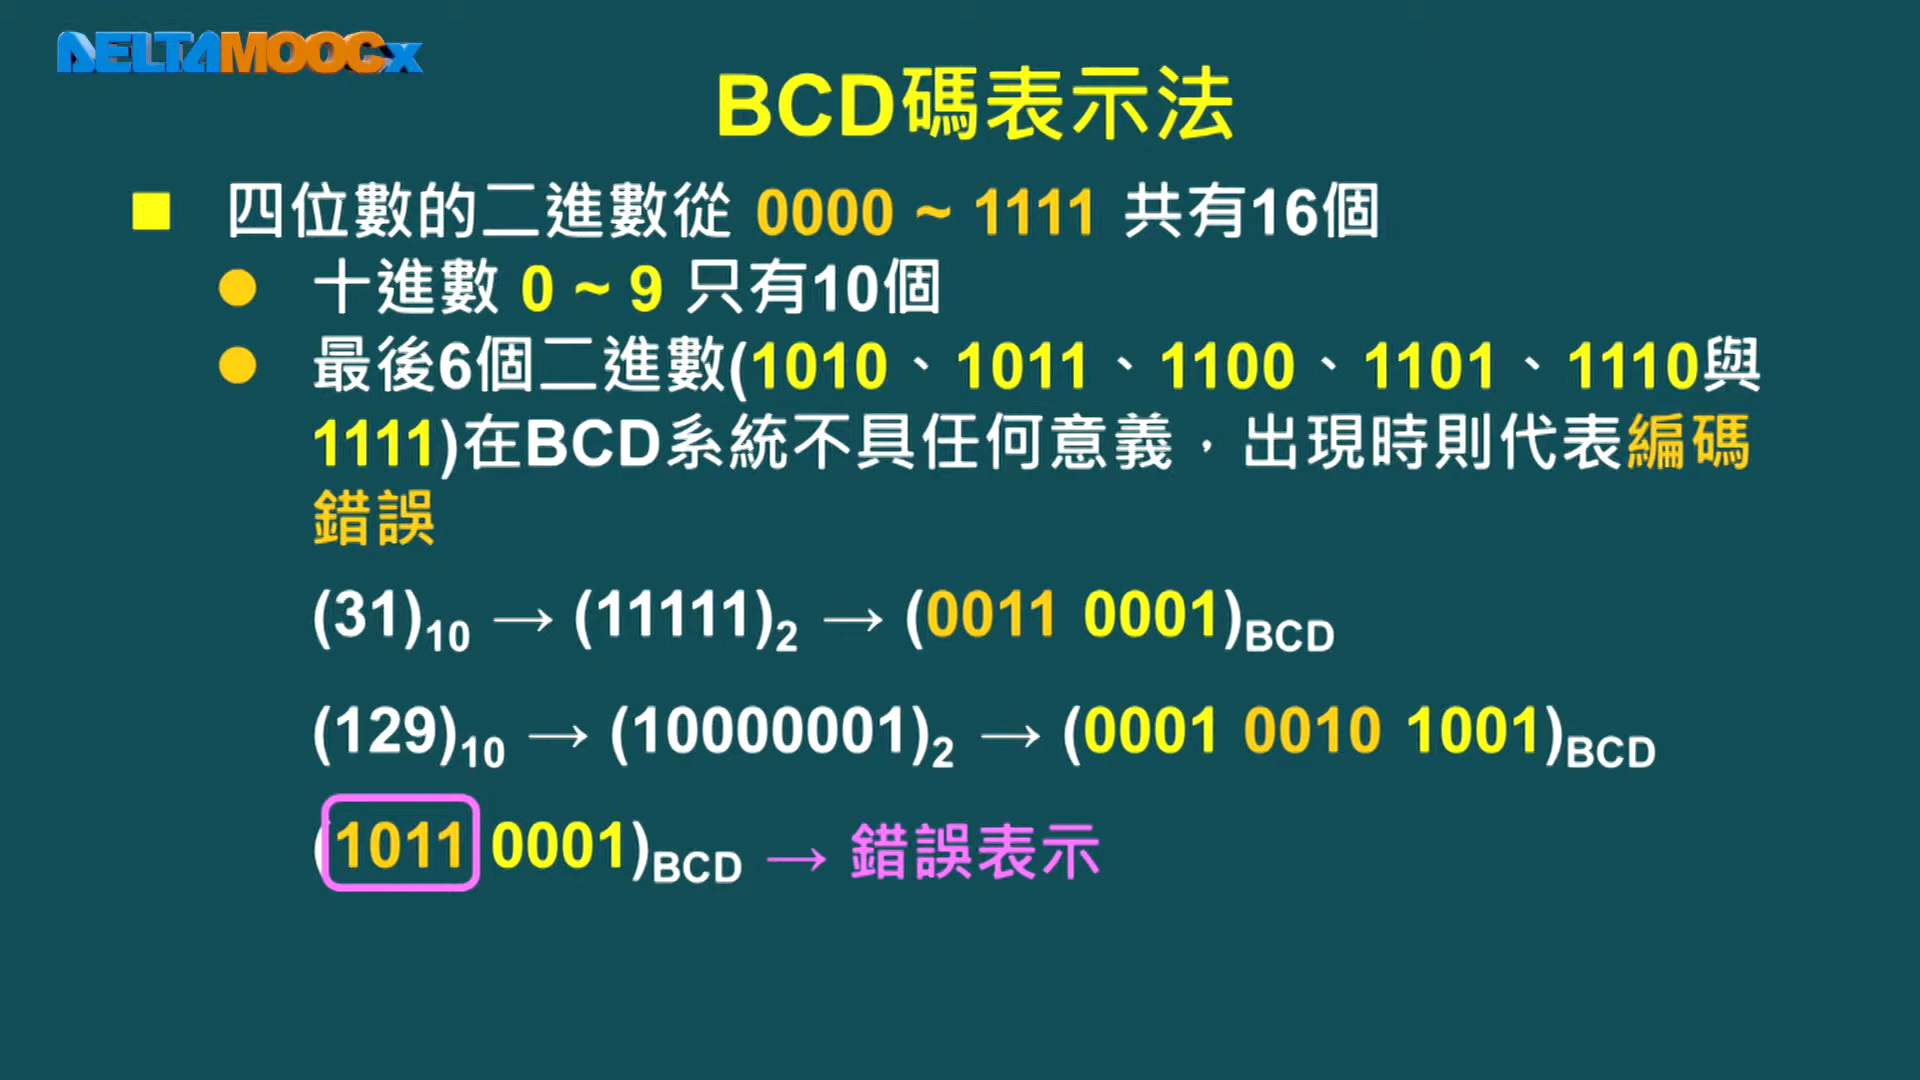 DELTAMOOCx
BCD碼表示法
四位數的二進數從 0000 ~ 1111 共有16個
十進數 0 ~ 9 只有10個
最後6個二進數(1010、1011、1100、1101、1110與
1111)在BCD系統不具任何意義，出現時則代表編碼
錯誤
(31)10 → (11111)2 → (0011 0001)BCD
(129)10 → (10000001)2 → (0001 0010 1001)BCD
(1011 0001)BCD → 錯誤表示